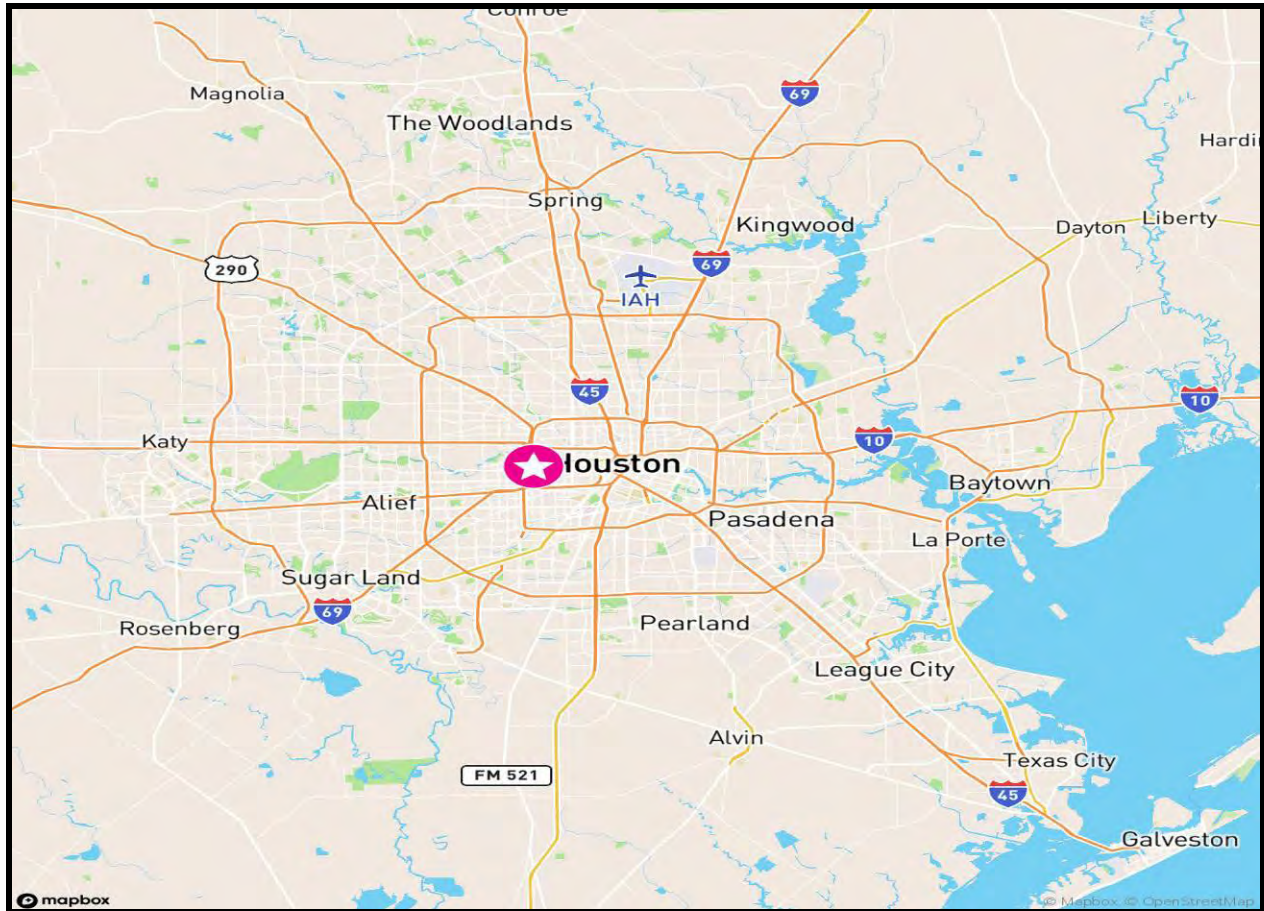 Conroe
Magnolia
69
The Woodlands
Hardin
Spring
Kingwood
Dayton
Liberty
290
69
IAH
45
10
10
Katy
Houston
Baytown
Alief
Pasadena
La Porte
Sugar Land
69
Rosenberg
Pearland
League City
Alvin
Texas City
FM 521
45
Galveston
mapbox
© Mapbox © OpenStreetMap